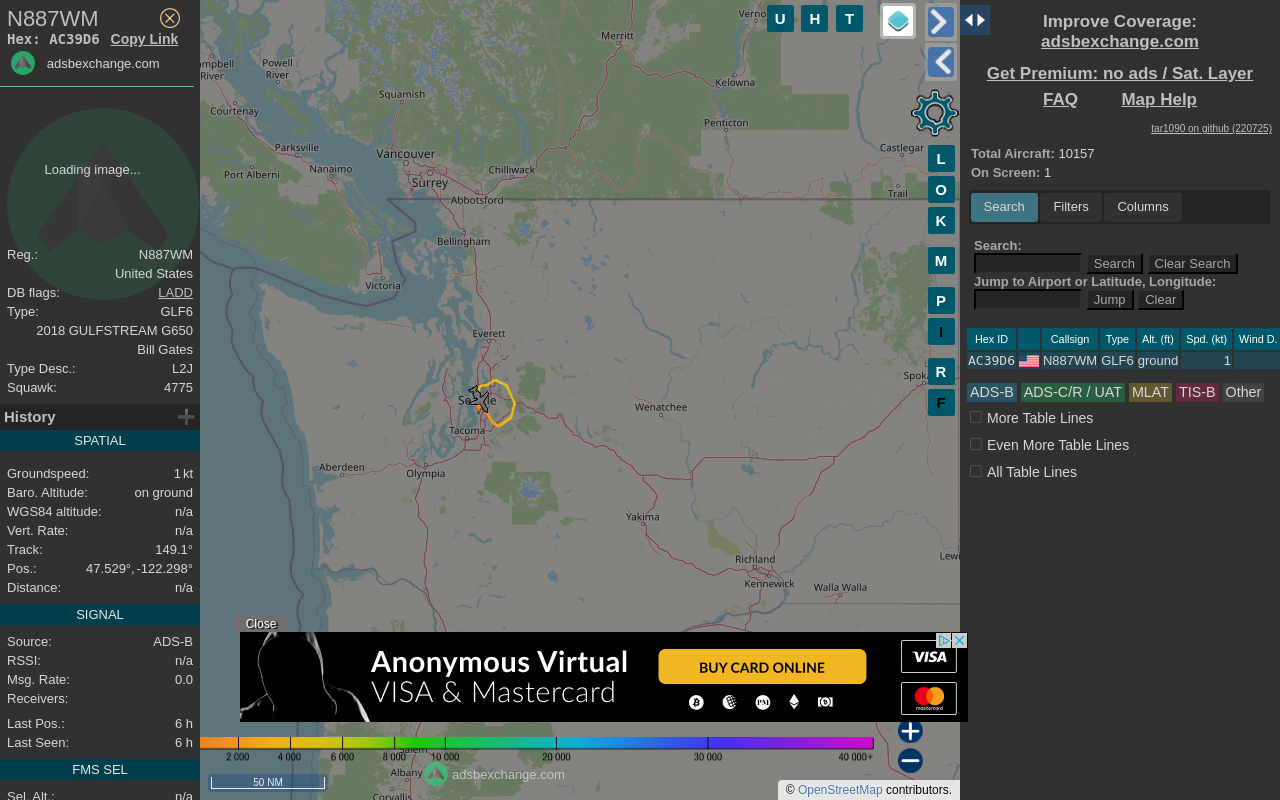 N887WM
Hex: AC39D6 Copy Link
adsbexchange.com
Loading image...
Reg.: N887WM
United States
DB flags: LADD
Type: GLF6
2018 GULFSTREAM G650
Bill Gates
Type Desc.: L2J
Squawk: 4775
History
SPATIAL
Groundspeed: 1 kt
Baro. Altitude: on ground
WGS84 altitude: n/a
Vert. Rate: n/a
Track: 149.1°
Pos.: 47.529°, -122.298°
Distance: n/a
SIGNAL
Source: ADS-B
RSSI: n/a
Msg. Rate: 0.0
Receivers:
Last Pos.: 6 h
Last Seen: 6 h
FMS SEL
Sel. Alt.: n/a
U H T
Merritt
Powell
River
River
Squamish
Kelowna
Courtenay
Penticton
Parksville
Vancouver
Castlegar
Nanaimo
Port Alberni
Surrey
Chilliwack
Abbotsford
Trail
Bellingham
Victoria
Everett
Wenatchee
Tacoma
Aberdeen
Olympia
Yakima
Richland
Kennewick
Walla Walla
L
O
K
M
P
I
R
F
Close
Anonymous Virtual
VISA & Mastercard
BUY CARD ONLINE
VISA
mastercard
2 000 4 000 6 000 8 000 10 000 20 000 30 000 40 000+
Albany
adsbexchange.com
50 NM
Corvallis
© OpenStreetMap contributors.
Improve Coverage:
adsbexchange.com
Get Premium: no ads / Sat. Layer
FAQ Map Help
tar1090 on github (220725)
Total Aircraft: 10157
On Screen: 1
Search Filters Columns
Search:
Search Clear Search
Jump to Airport or Latitude, Longitude:
Jump Clear
Hex ID Callsign Type Alt. (ft) Spd. (kt) Wind D.
AC39D6 N887WM GLF6 ground 1
ADS-B ADS-C/R / UAT MLAT TIS-B Other
More Table Lines
Even More Table Lines
All Table Lines